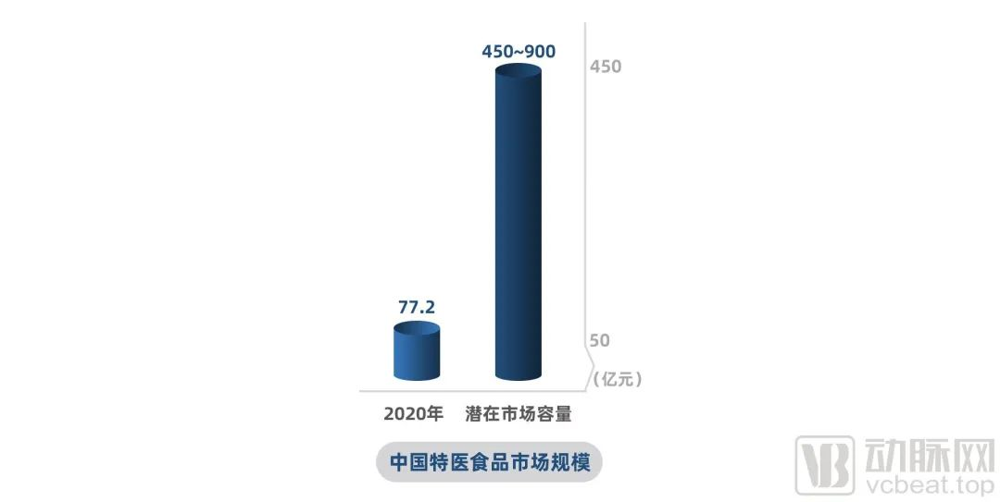 450~900
450
77.2
50
(亿元)
2020年
潜在市场容量
中国特医食品市场规模
VB
动脉网
vcbeat.top